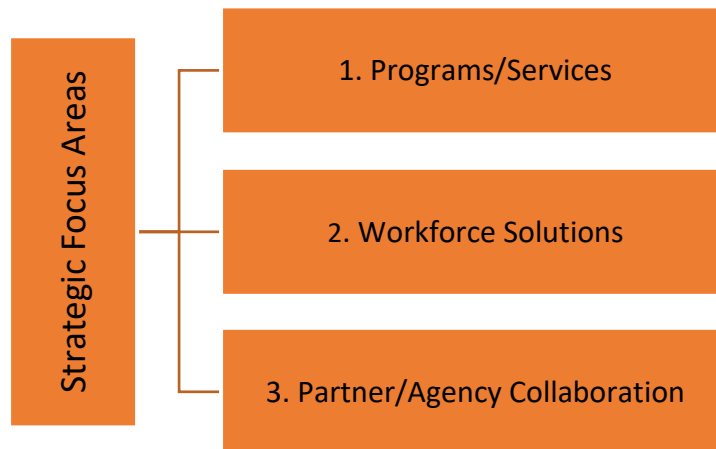 Strategic Focus Areas
1. Programs/Services
2. Workforce Solutions
3. Partner/Agency Collaboration